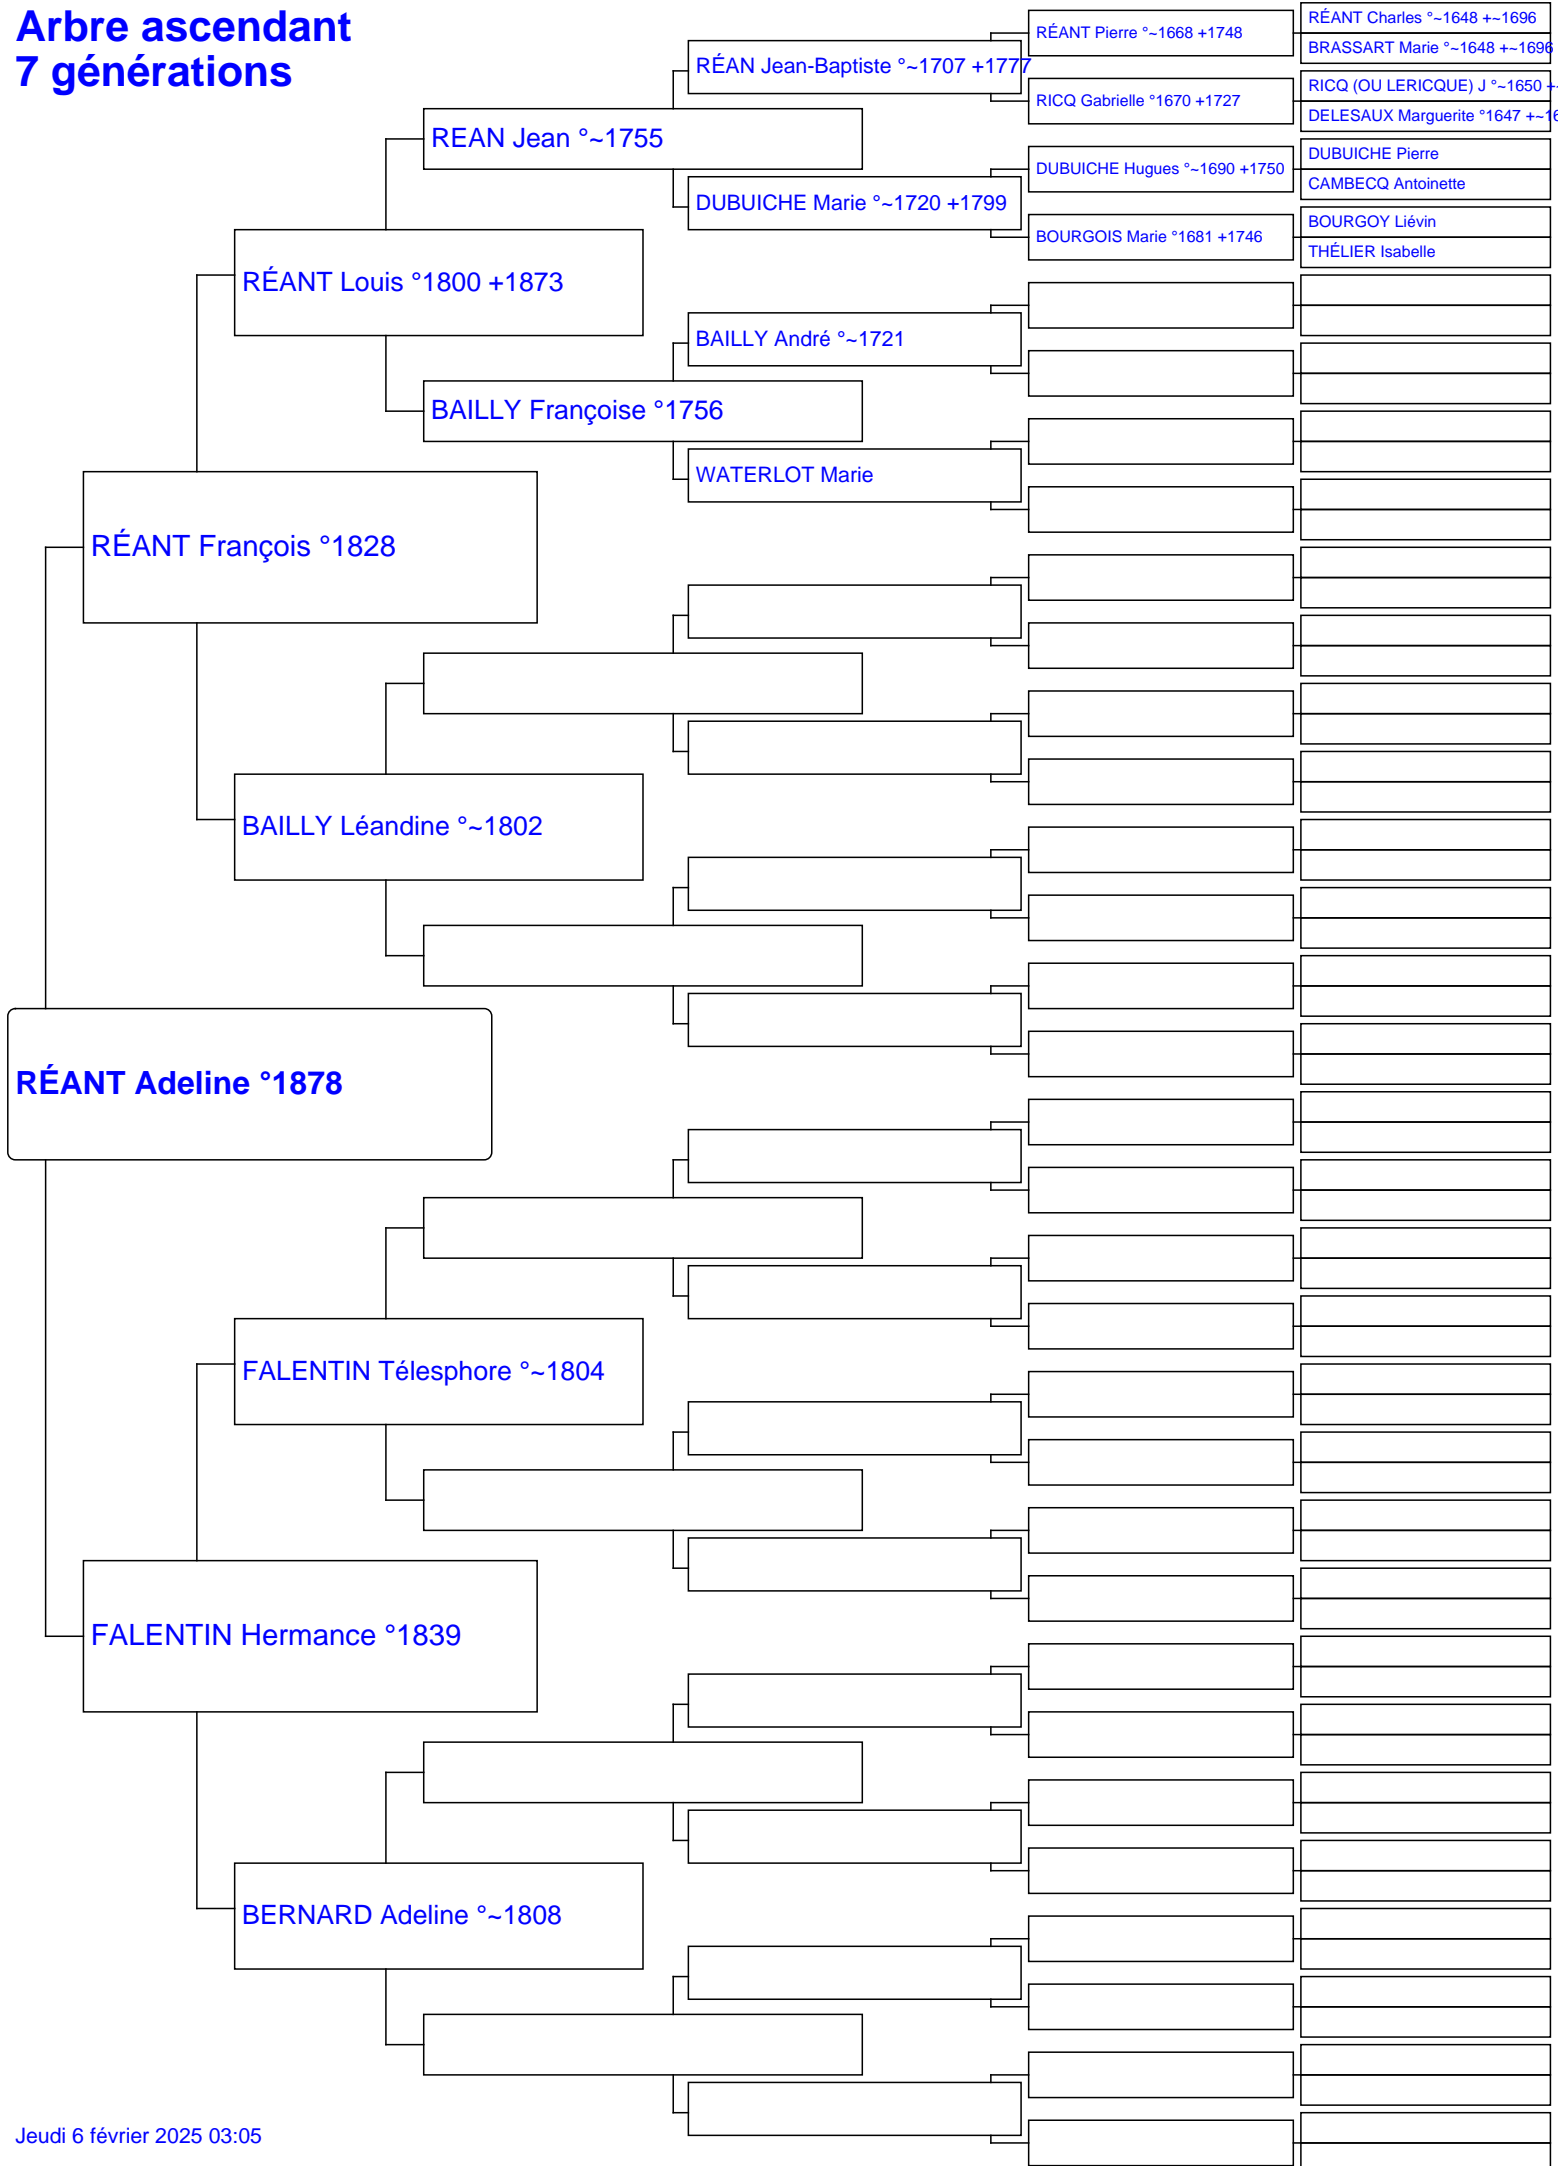 Arbre ascendant
7 générations
RÉANT Charles °~1648 +~1696
RÉANT Pierre °~1668 +1748
BRASSART Marie °~1648 +~1696
RÉAN Jean-Baptiste °~1707 +1777
RICQ (OU LERICQUE) J °~1650 +
RICQ Gabrielle °1670 +1727
DELESAUX Marguerite °1647 +~16
REAN Jean °~1755
DUBUICHE Pierre
DUBUICHE Hugues °~1690 +1750
CAMBECQ Antoinette
DUBUICHE Marie °~1720 +1799
BOURGOY Liévin
BOURGOIS Marie °1681 +1746
THÉLIER Isabelle
RÉANT Louis °1800 +1873
BAILLY André °~1721
BAILLY Françoise °1756
WATERLOT Marie
RÉANT François °1828
BAILLY Léandine °~1802
RÉANT Adeline °1878
FALENTIN Télesphore °~1804
FALENTIN Hermance °1839
BERNARD Adeline °~1808
Jeudi 6 février 2025 03:05